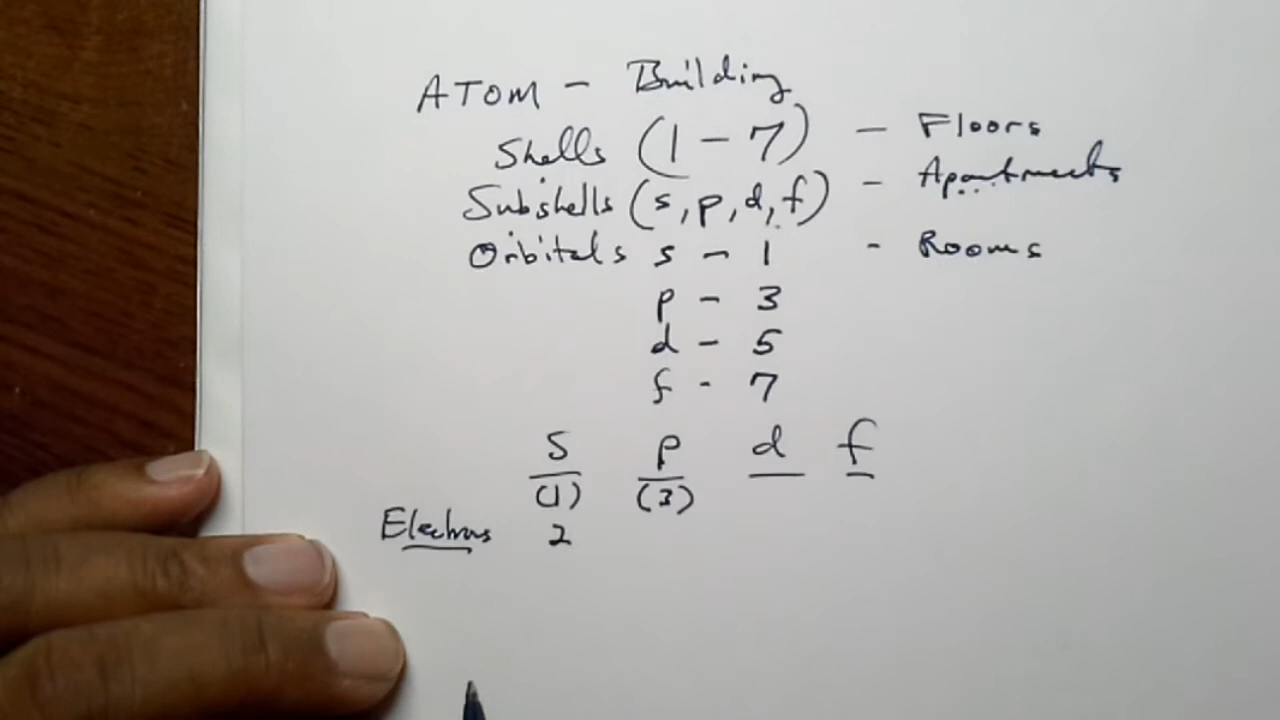 ATOM - Building
Shells (1-7) - Floors
Subshells (s, p, d, f) - Apartments
Orbitals s - 1 - Rooms
p - 3
d - 5
f - 7
S p d f
(1) (3)
Electrons 2